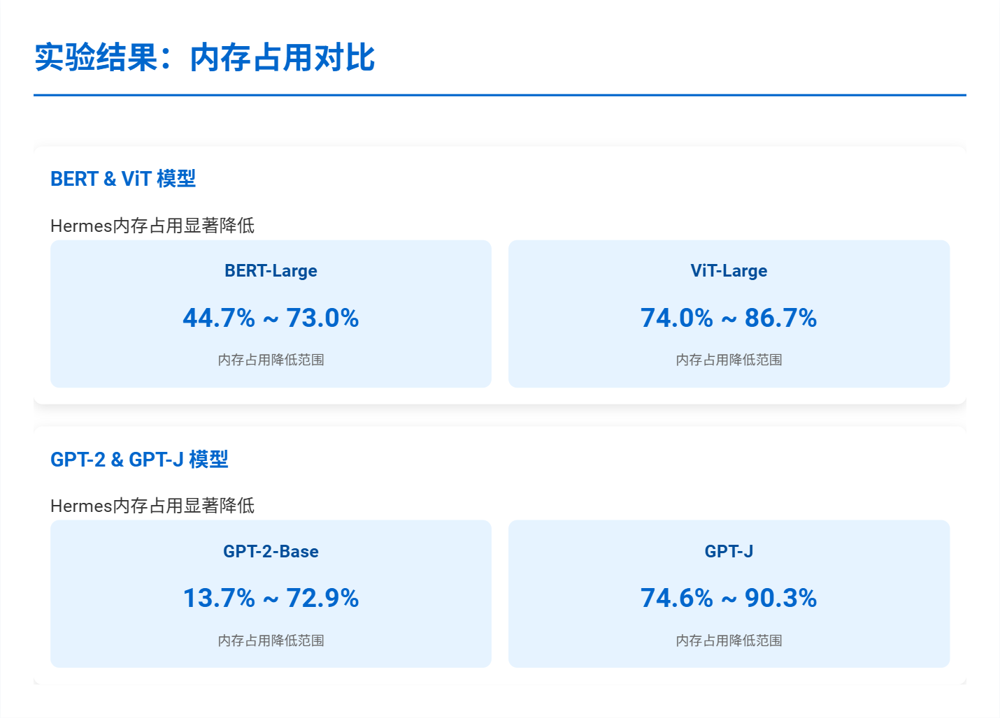 实验结果：内存占用对比
BERT & ViT 模型
Hermes内存占用显著降低
BERT-Large
44.7% ~ 73.0%
内存占用降低范围
ViT-Large
74.0% ~ 86.7%
内存占用降低范围
GPT-2 & GPT-J 模型
Hermes内存占用显著降低
GPT-2-Base
13.7% ~ 72.9%
内存占用降低范围
GPT-J
74.6% ~ 90.3%
内存占用降低范围